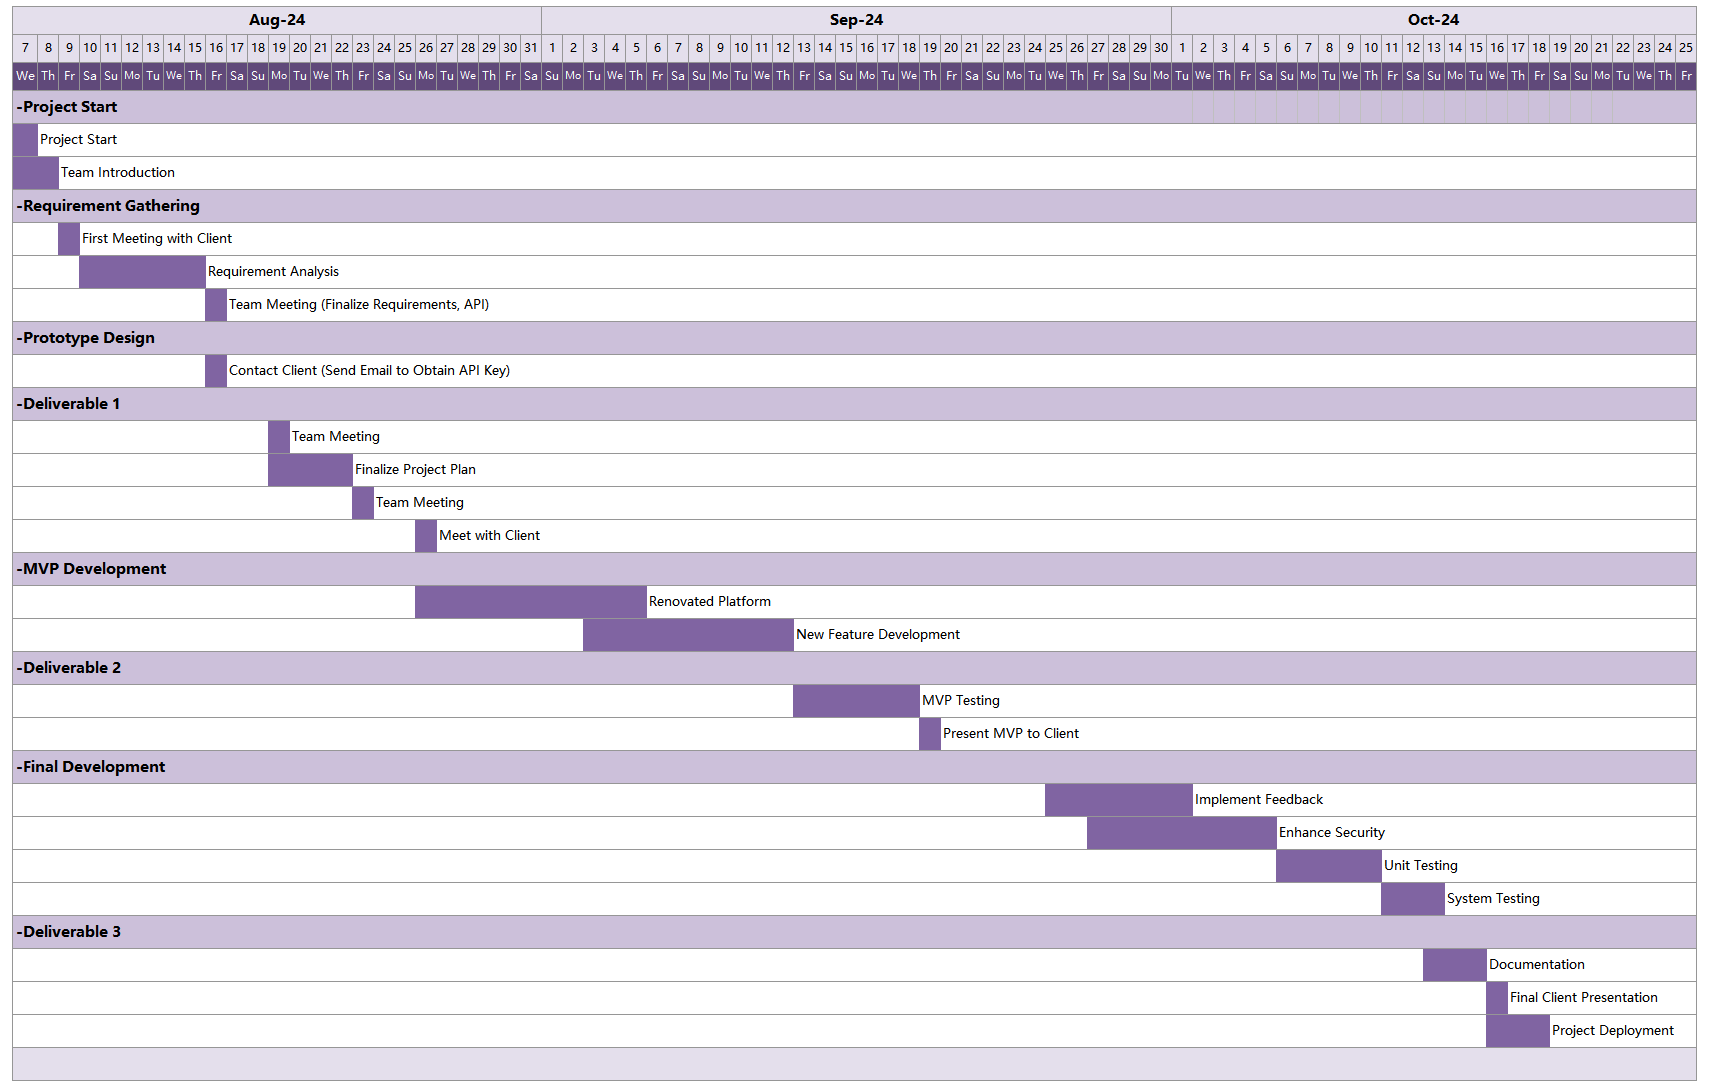 Aug-24 Sep-24 Oct-24
7 8 9 10 11 12 13 14 15 16 17 18 19 20 21 22 23 24 25 26 27 28 29 30 31 1 2 3 4 5 6 7 8 9 10 11 12 13 14 15 16 17 18 19 20 21 22 23 24 25 26 27 28 29 30 1 2 3 4 5 6 7 8 9 10 11 12 13 14 15 16 17 18 19 20 21 22 23 24 25
We Th Fr Sa Su Mo Tu We Th Fr Sa Su Mo Tu We Th Fr Sa Su Mo Tu We Th Fr Sa Su Mo Tu We Th Fr Sa Su Mo Tu We Th Fr Sa Su Mo Tu We Th Fr Sa Su Mo Tu We Th Fr Sa Su Mo Tu We Th Fr Sa Su Mo Tu We Th Fr Sa Su Mo Tu We Th Fr Sa Su Mo Tu We Th Fr
-Project Start
Project Start
Team Introduction
-Requirement Gathering
First Meeting with Client
Requirement Analysis
Team Meeting (Finalize Requirements, API)
-Prototype Design
Contact Client (Send Email to Obtain API Key)
-Deliverable 1
Team Meeting
Finalize Project Plan
Team Meeting
Meet with Client
-MVP Development
Renovated Platform
New Feature Development
-Deliverable 2
MVP Testing
Present MVP to Client
-Final Development
Implement Feedback
Enhance Security
Unit Testing
System Testing
-Deliverable 3
Documentation
Final Client Presentation
Project Deployment